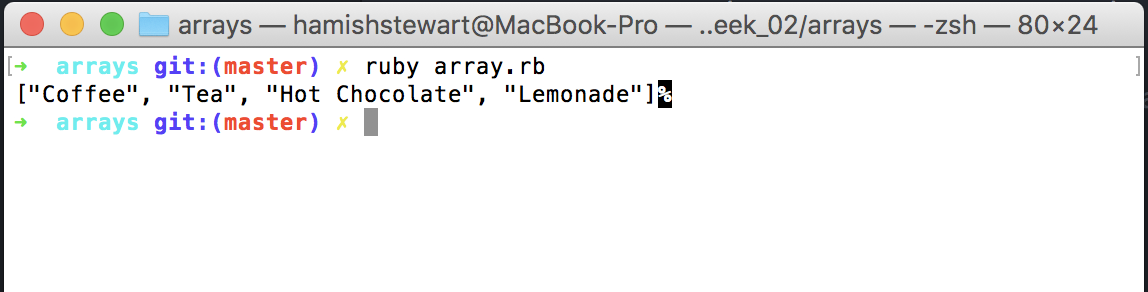 arrays — hamishstewart@MacBook-Pro — ..eek_02/arrays — -zsh — 80×24
[➜  arrays git:(master) ✗ ruby array.rb ]
["Coffee", "Tea", "Hot Chocolate", "Lemonade"]%
➜  arrays git:(master) ✗